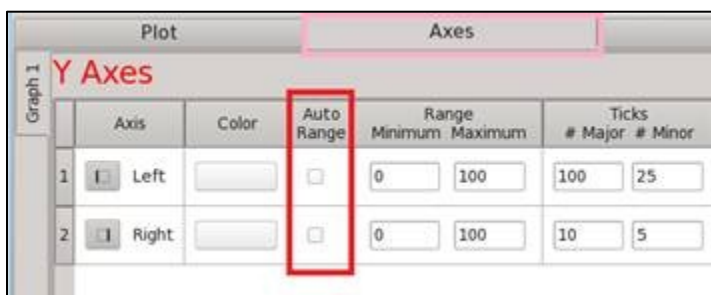 Plot Axes
Graph 1
Y Axes
Axis Color Auto Range Range Minimum Maximum Ticks # Major # Minor
1 Left 0 100 100 25
2 Right 0 100 10 5